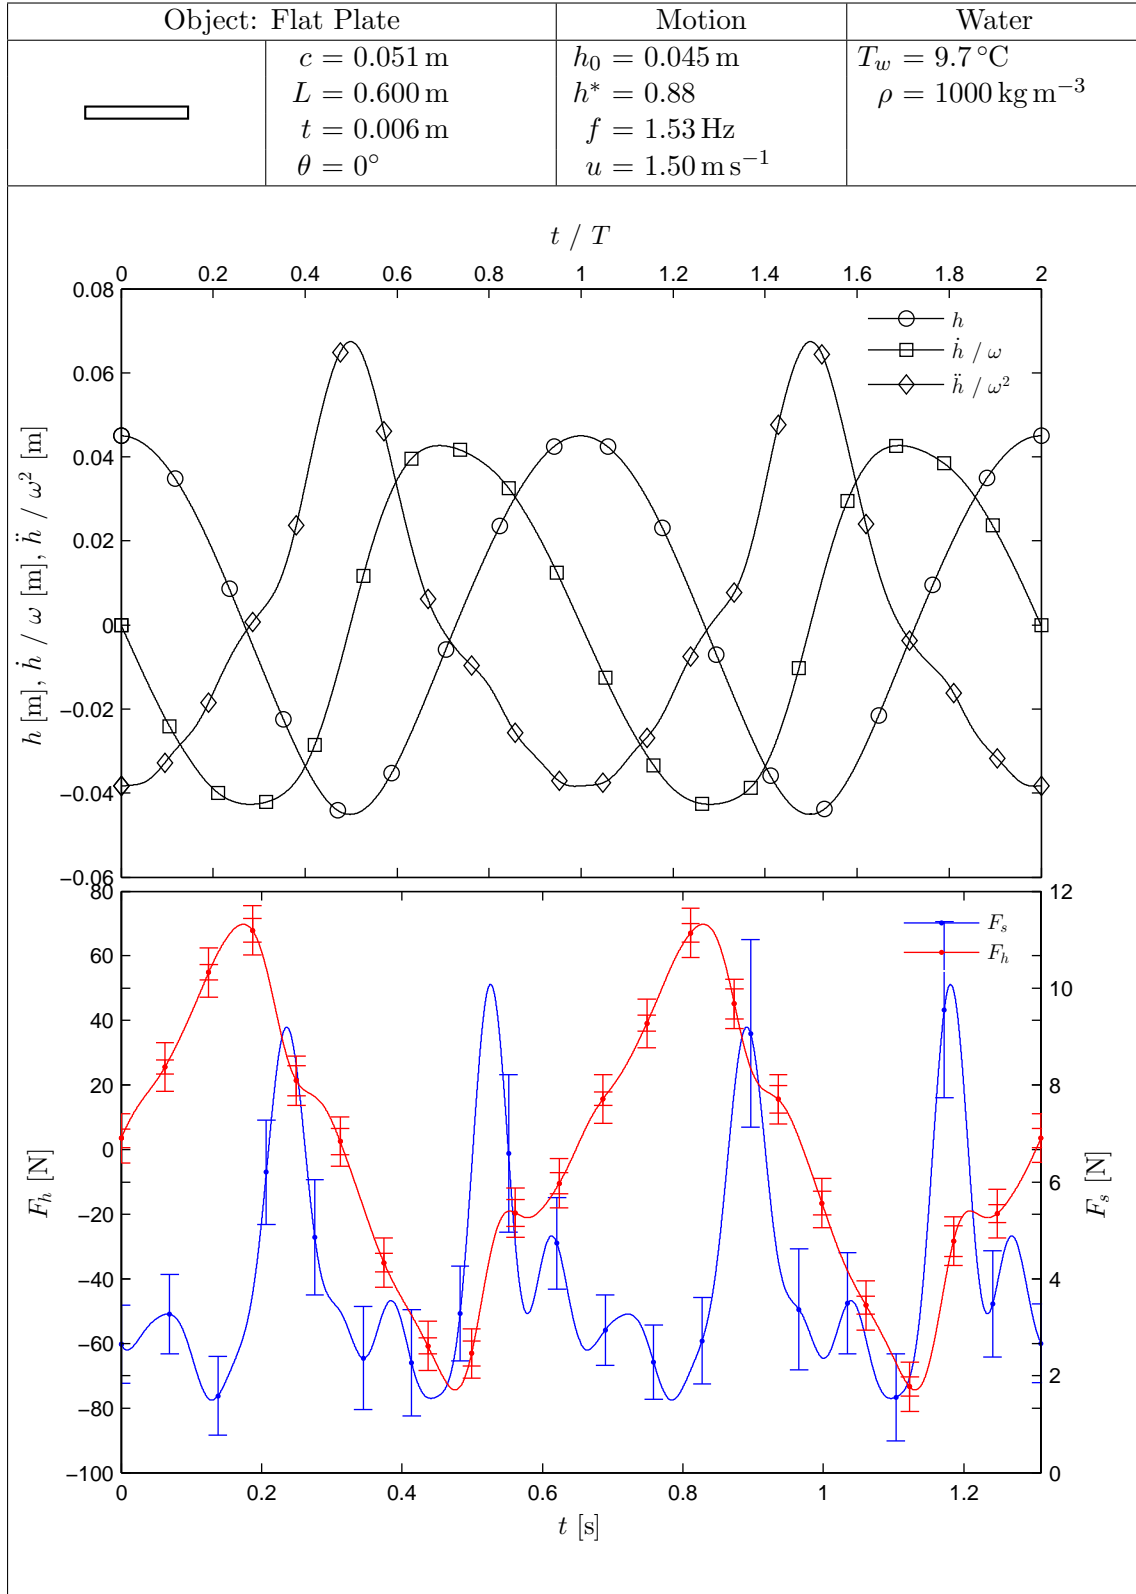 Object: Flat Plate Motion Water
c = 0.051 m h₀ = 0.045 m T_w = 9.7 °C
L = 0.600 m h* = 0.88 ρ = 1000 kg m⁻³
t = 0.006 m f = 1.53 Hz
θ = 0° u = 1.50 m s⁻¹
t / T
0 0.2 0.4 0.6 0.8 1 1.2 1.4 1.6 1.8 2
0.08
0.06
0.04
0.02
0
−0.02
−0.04
−0.06
h [m], ḣ / ω [m], ḧ / ω² [m]
h
ḣ / ω
ḧ / ω²
80
60
40
20
0
−20
−40
−60
−80
−100
F_h [N]
F_s
F_h
12
10
8
6
4
2
0
F_s [N]
0 0.2 0.4 0.6 0.8 1 1.2
t [s]